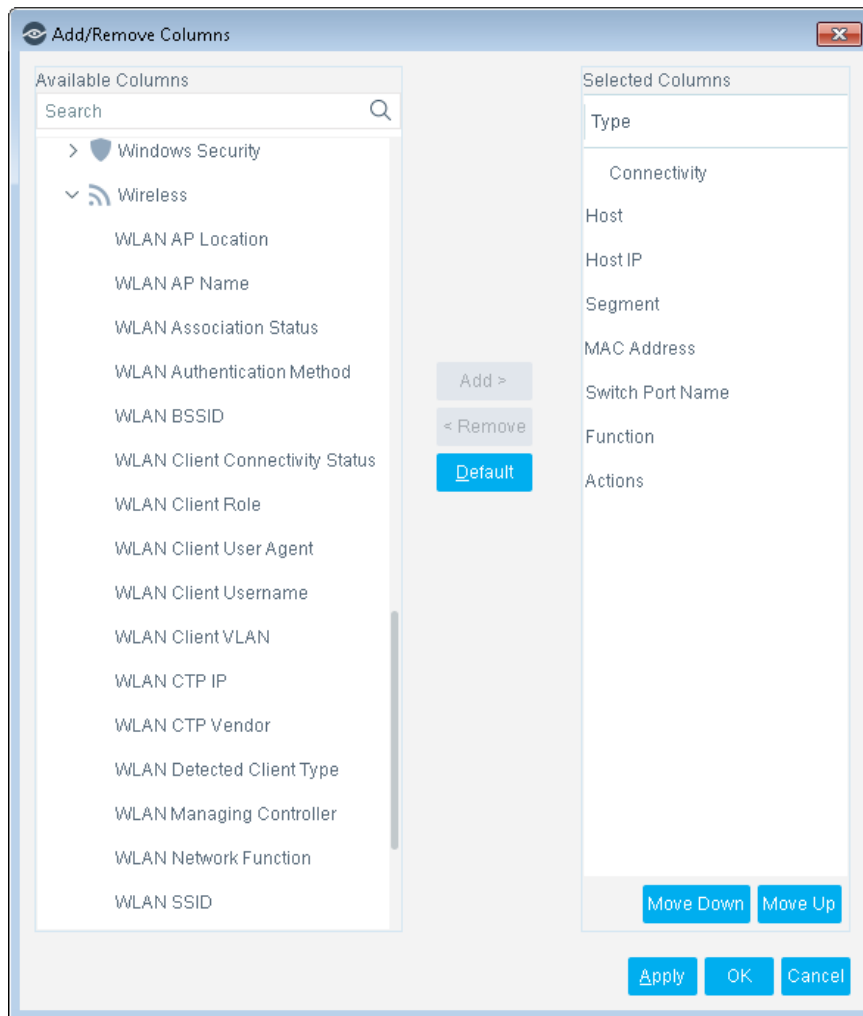 Add/Remove Columns
Available Columns
Search
Windows Security
Wireless
WLAN AP Location
WLAN AP Name
WLAN Association Status
WLAN Authentication Method
WLAN BSSID
WLAN Client Connectivity Status
WLAN Client Role
WLAN Client User Agent
WLAN Client Username
WLAN Client VLAN
WLAN CTP IP
WLAN CTP Vendor
WLAN Detected Client Type
WLAN Managing Controller
WLAN Network Function
WLAN SSID
Add >
< Remove
Default
Selected Columns
Type
Connectivity
Host
Host IP
Segment
MAC Address
Switch Port Name
Function
Actions
Move Down Move Up
Apply OK Cancel